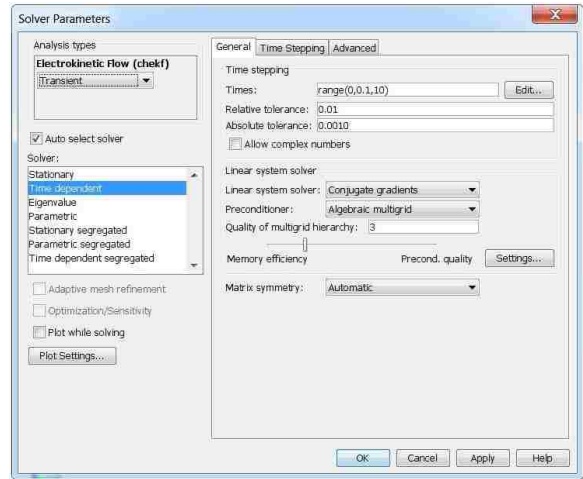 Solver Parameters
Analysis types
Electrokinetic Flow (chekf)
Transient
Auto select solver
Solver:
Stationary
Time dependent
Eigenvalue
Parametric
Stationary segregated
Parametric segregated
Time dependent segregated
Adaptive mesh refinement
Optimization/Sensitivity
Plot while solving
Plot Settings...
General Time Stepping Advanced
Time stepping
Times: range(0,0.1,10) Edit...
Relative tolerance: 0.01
Absolute tolerance: 0.0010
Allow complex numbers
Linear system solver
Linear system solver: Conjugate gradients
Preconditioner: Algebraic multigrid
Quality of multigrid hierarchy: 3
Memory efficiency Precond. quality Settings...
Matrix symmetry: Automatic
OK Cancel Apply Help